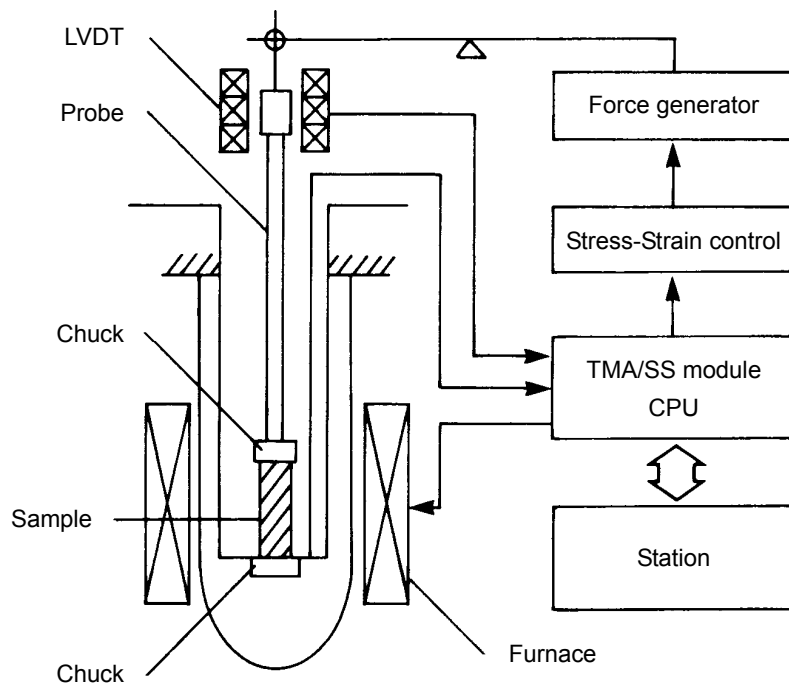 LVDT
Probe
Chuck
Sample
Chuck
Furnace
Force generator
Stress-Strain control
TMA/SS module
CPU
Station